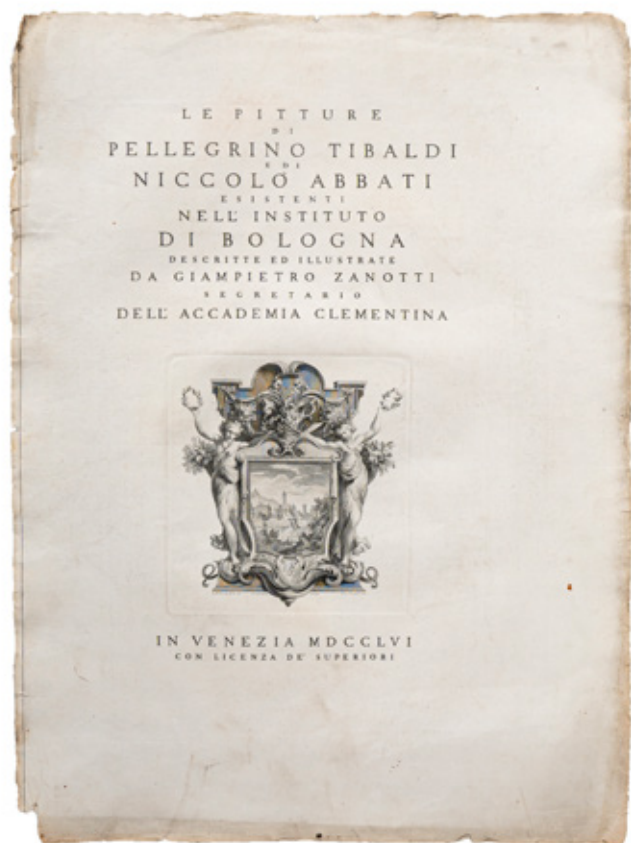 LE PITTURE
DI
PELLEGRINO TIBALDI
E DI
NICCOLÒ ABBATI
ESISTENTI
NELL' INSTITUTO
DI BOLOGNA
DESCRITTE ED ILLUSTRATE
DA GIAMPIETRO ZANOTTI
SEGRETARIO
DELL' ACCADEMIA CLEMENTINA
IN VENEZIA MDCCLVI
CON LICENZA DE' SUPERIORI